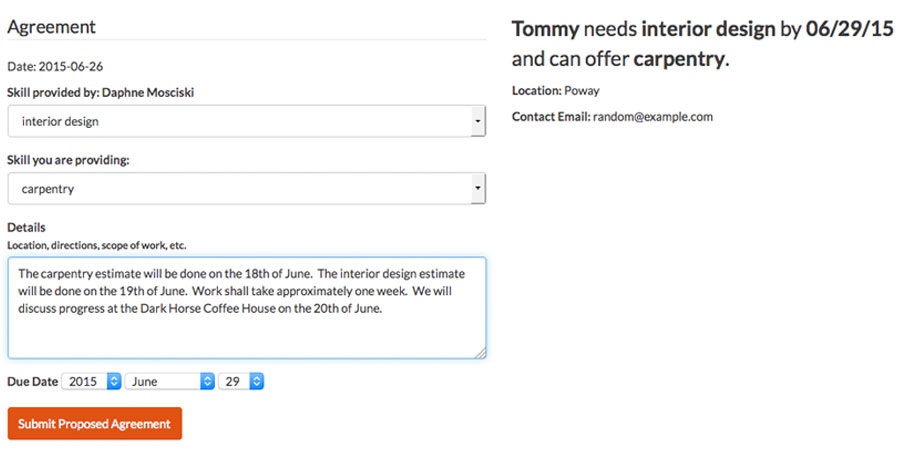 Agreement
Date: 2015-06-26
Skill provided by: Daphne Mosciski
interior design
Skill you are providing:
carpentry
Details
Location, directions, scope of work, etc.
The carpentry estimate will be done on the 18th of June. The interior design estimate
will be done on the 19th of June. Work shall take approximately one week. We will
discuss progress at the Dark Horse Coffee House on the 20th of June.
Due Date 2015 June 29
Submit Proposed Agreement
Tommy needs interior design by 06/29/15
and can offer carpentry.
Location: Poway
Contact Email: random@example.com